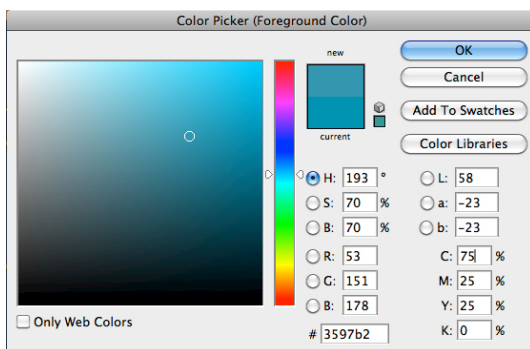 Color Picker (Foreground Color)
new
current
OK
Cancel
Add To Swatches
Color Libraries
H: 193 °
S: 70 %
B: 70 %
R: 53
G: 151
B: 178
# 3597b2
L: 58
a: -23
b: -23
C: 75 %
M: 25 %
Y: 25 %
K: 0 %
Only Web Colors